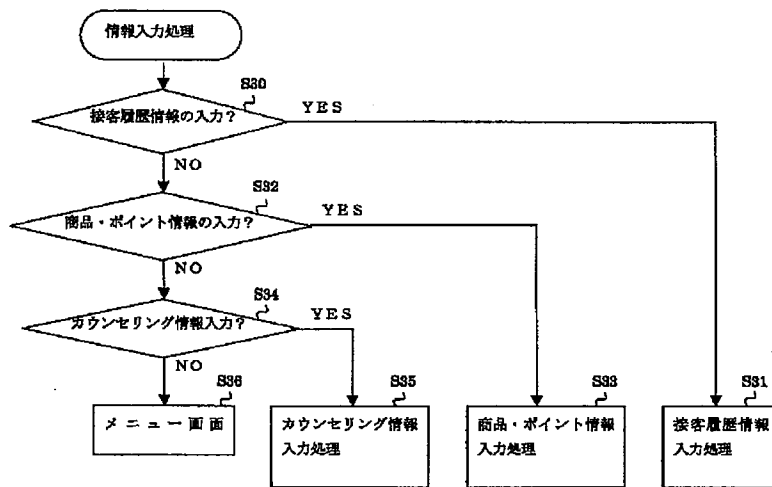 情報入力処理
S30
接客履歴情報の入力?
YES
NO
S32
商品・ポイント情報の入力?
YES
NO
S34
カウンセリング情報入力?
YES
NO
S36
メニュー画面
S35
カウンセリング情報
入力処理
S33
商品・ポイント情報
入力処理
S31
接客履歴情報
入力処理